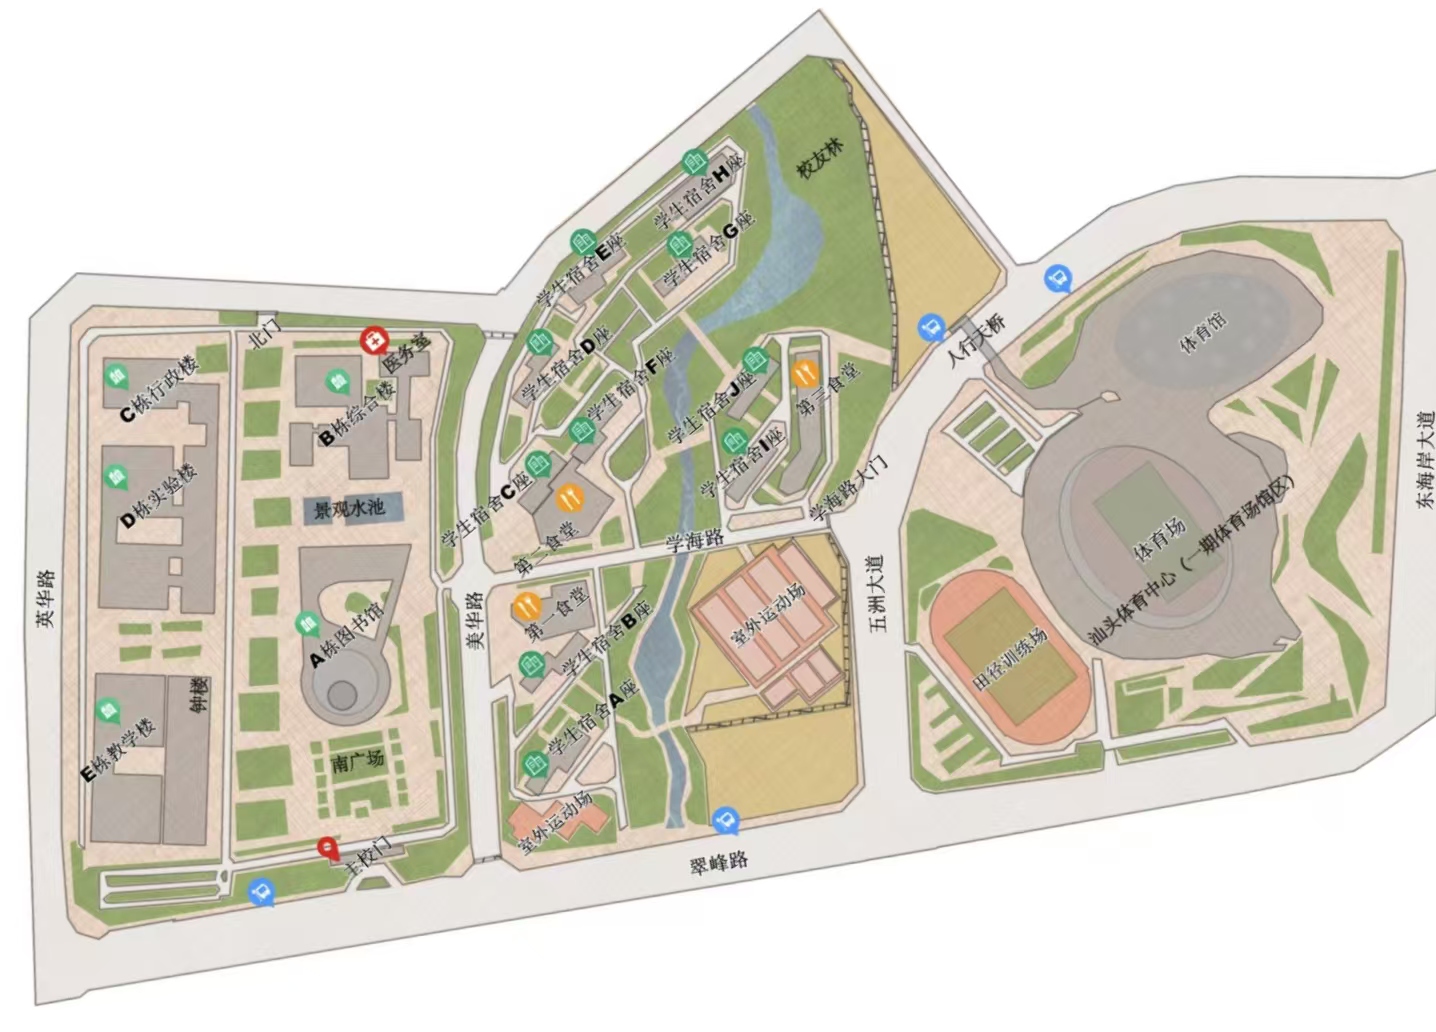 校友林
学生宿舍H座
学生宿舍G座
学生宿舍E座
北门
医务室
学生宿舍D座
学生宿舍F座
人行天桥
体育馆
C栋行政楼
B栋综合楼
学生宿舍J座
第三食堂
D栋实验楼
景观水池
学生宿舍C座
学生宿舍I座
学海路大门
东海岸大道
第二食堂
学海路
体育场
汕头体育中心（一期体育场馆区）
英华路
美华路
第一食堂
五洲大道
室外运动场
A栋图书馆
学生宿舍B座
田径训练场
钟楼
学生宿舍A座
E栋教学楼
南广场
室外运动场
主校门
翠峰路